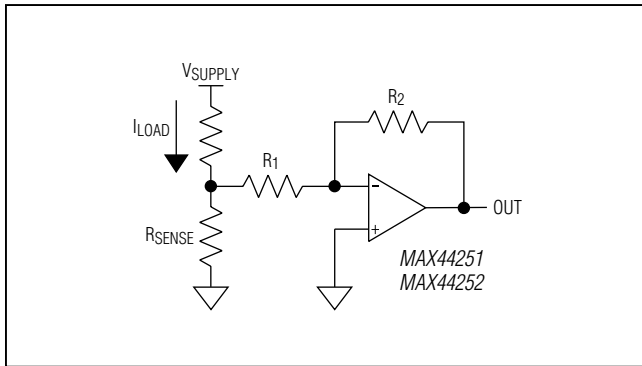 VSUPPLY
ILOAD
R2
R1
RSENSE
-
+
OUT
MAX44251
MAX44252